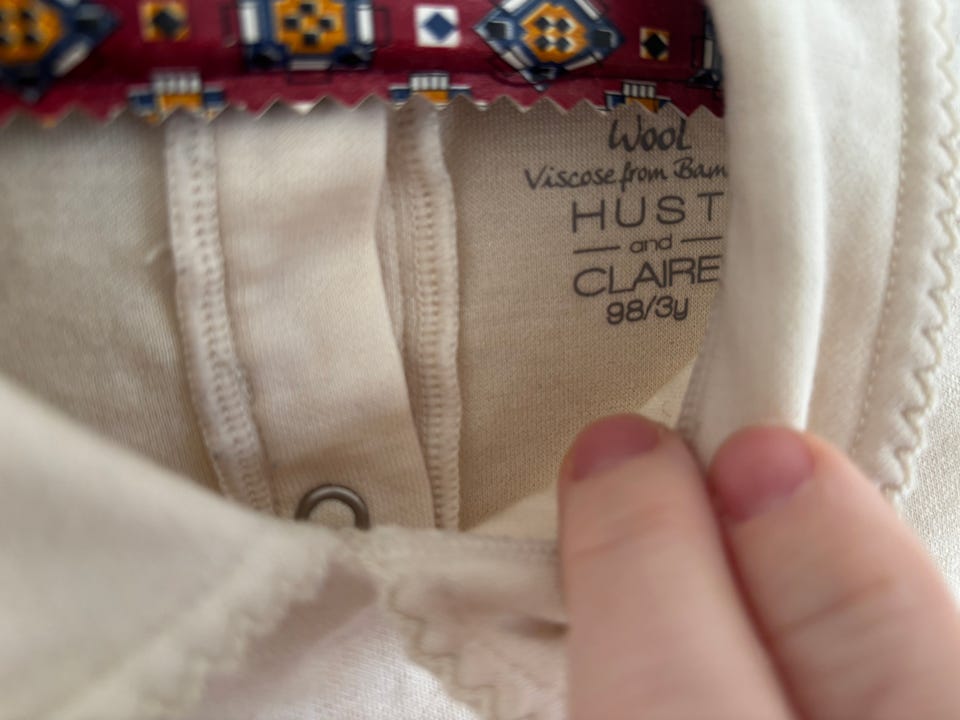 Wool
Viscose from Bam
HUST
and
CLAIRE
98/3y